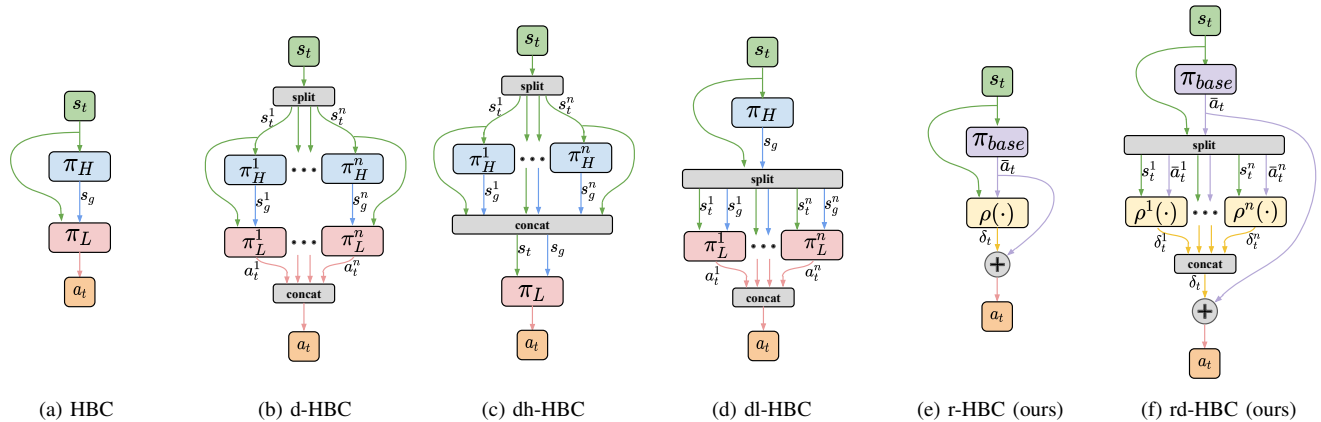 s_t
π_H
s_g
π_L
a_t
(a) HBC
s_t
split
s_t^1 s_t^n
π_H^1 ••• π_H^n
s_g^1 s_g^n
π_L^1 ••• π_L^n
a_t^1 a_t^n
concat
a_t
(b) d-HBC
s_t
split
s_t^1 s_t^n
π_H^1 ••• π_H^n
s_g^1 s_g^n
concat
s_t s_g
π_L
a_t
(c) dh-HBC
s_t
π_H
s_g
split
s_t^1 s_g^1 s_t^n s_g^n
π_L^1 ••• π_L^n
a_t^1 a_t^n
concat
a_t
(d) dl-HBC
s_t
π_base
ā_t
ρ(·)
δ_t
+
a_t
(e) r-HBC (ours)
s_t
π_base
ā_t
split
s_t^1 ā_t^1 s_t^n ā_t^n
ρ^1(·) ••• ρ^n(·)
δ_t^1 δ_t^n
concat
δ_t
+
a_t
(f) rd-HBC (ours)